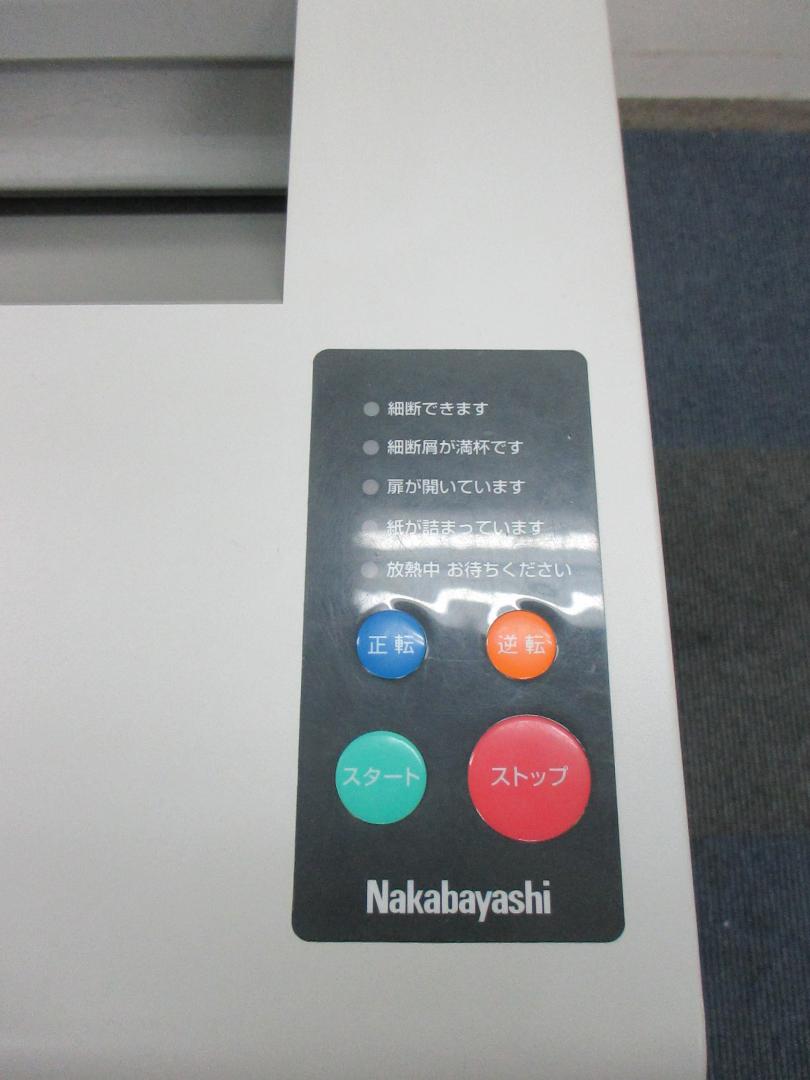 細断できます
細断屑が満杯です
扉が開いています
紙が詰まっています
放熱中 お待ちください
正転 逆転
スタート ストップ
Nakabayashi